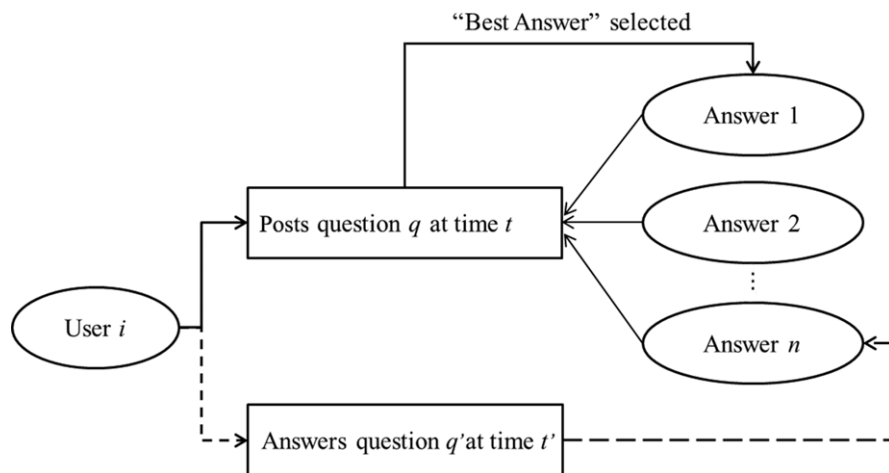 “Best Answer” selected
Answer 1
Posts question q at time t
Answer 2
⋮
User i
Answer n
Answers question q’at time t’